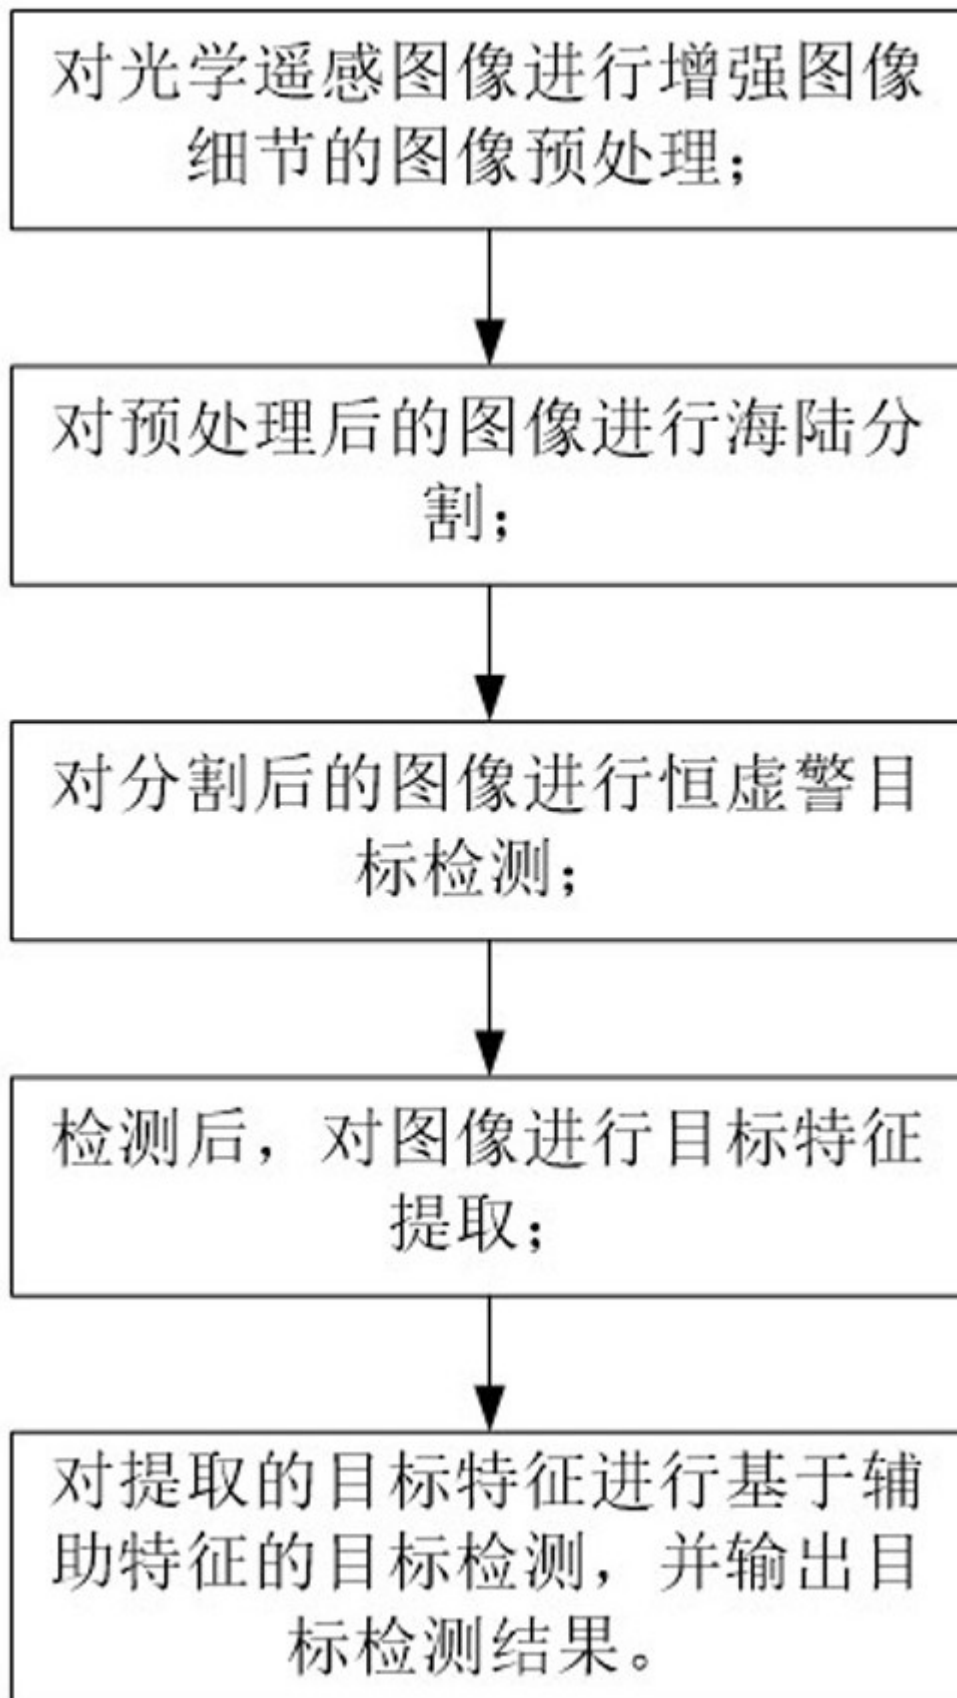 对光学遥感图像进行增强图像
细节的图像预处理；
对预处理后的图像进行海陆分
割；
对分割后的图像进行恒虚警目
标检测；
检测后，对图像进行目标特征
提取；
对提取的目标特征进行基于辅
助特征的目标检测，并输出目
标检测结果。